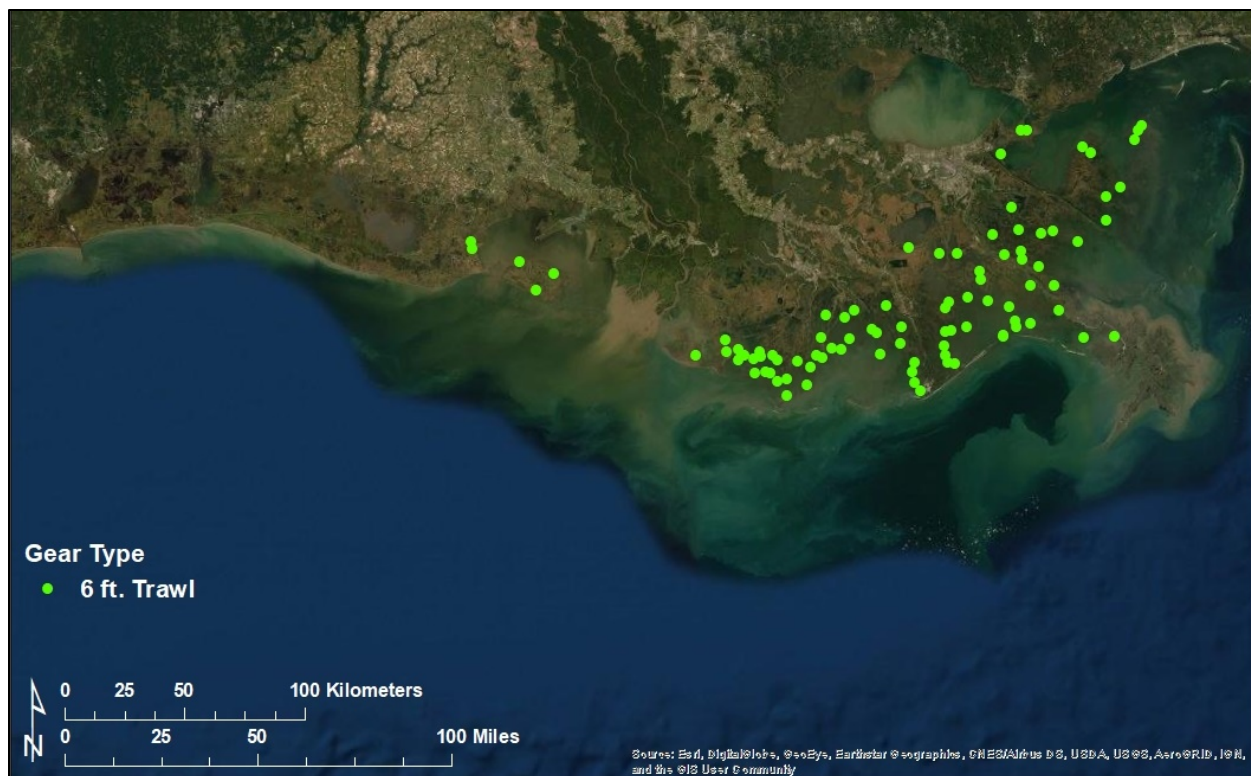 Gear Type
6 ft. Trawl
0 25 50 100 Kilometers
0 25 50 100 Miles
N
Source: Esri, DigitalGlobe, GeoEye, Earthstar Geographics, CNES/Airbus DS, USDA, USGS, AeroGRID, IGN,
and the GIS User Community